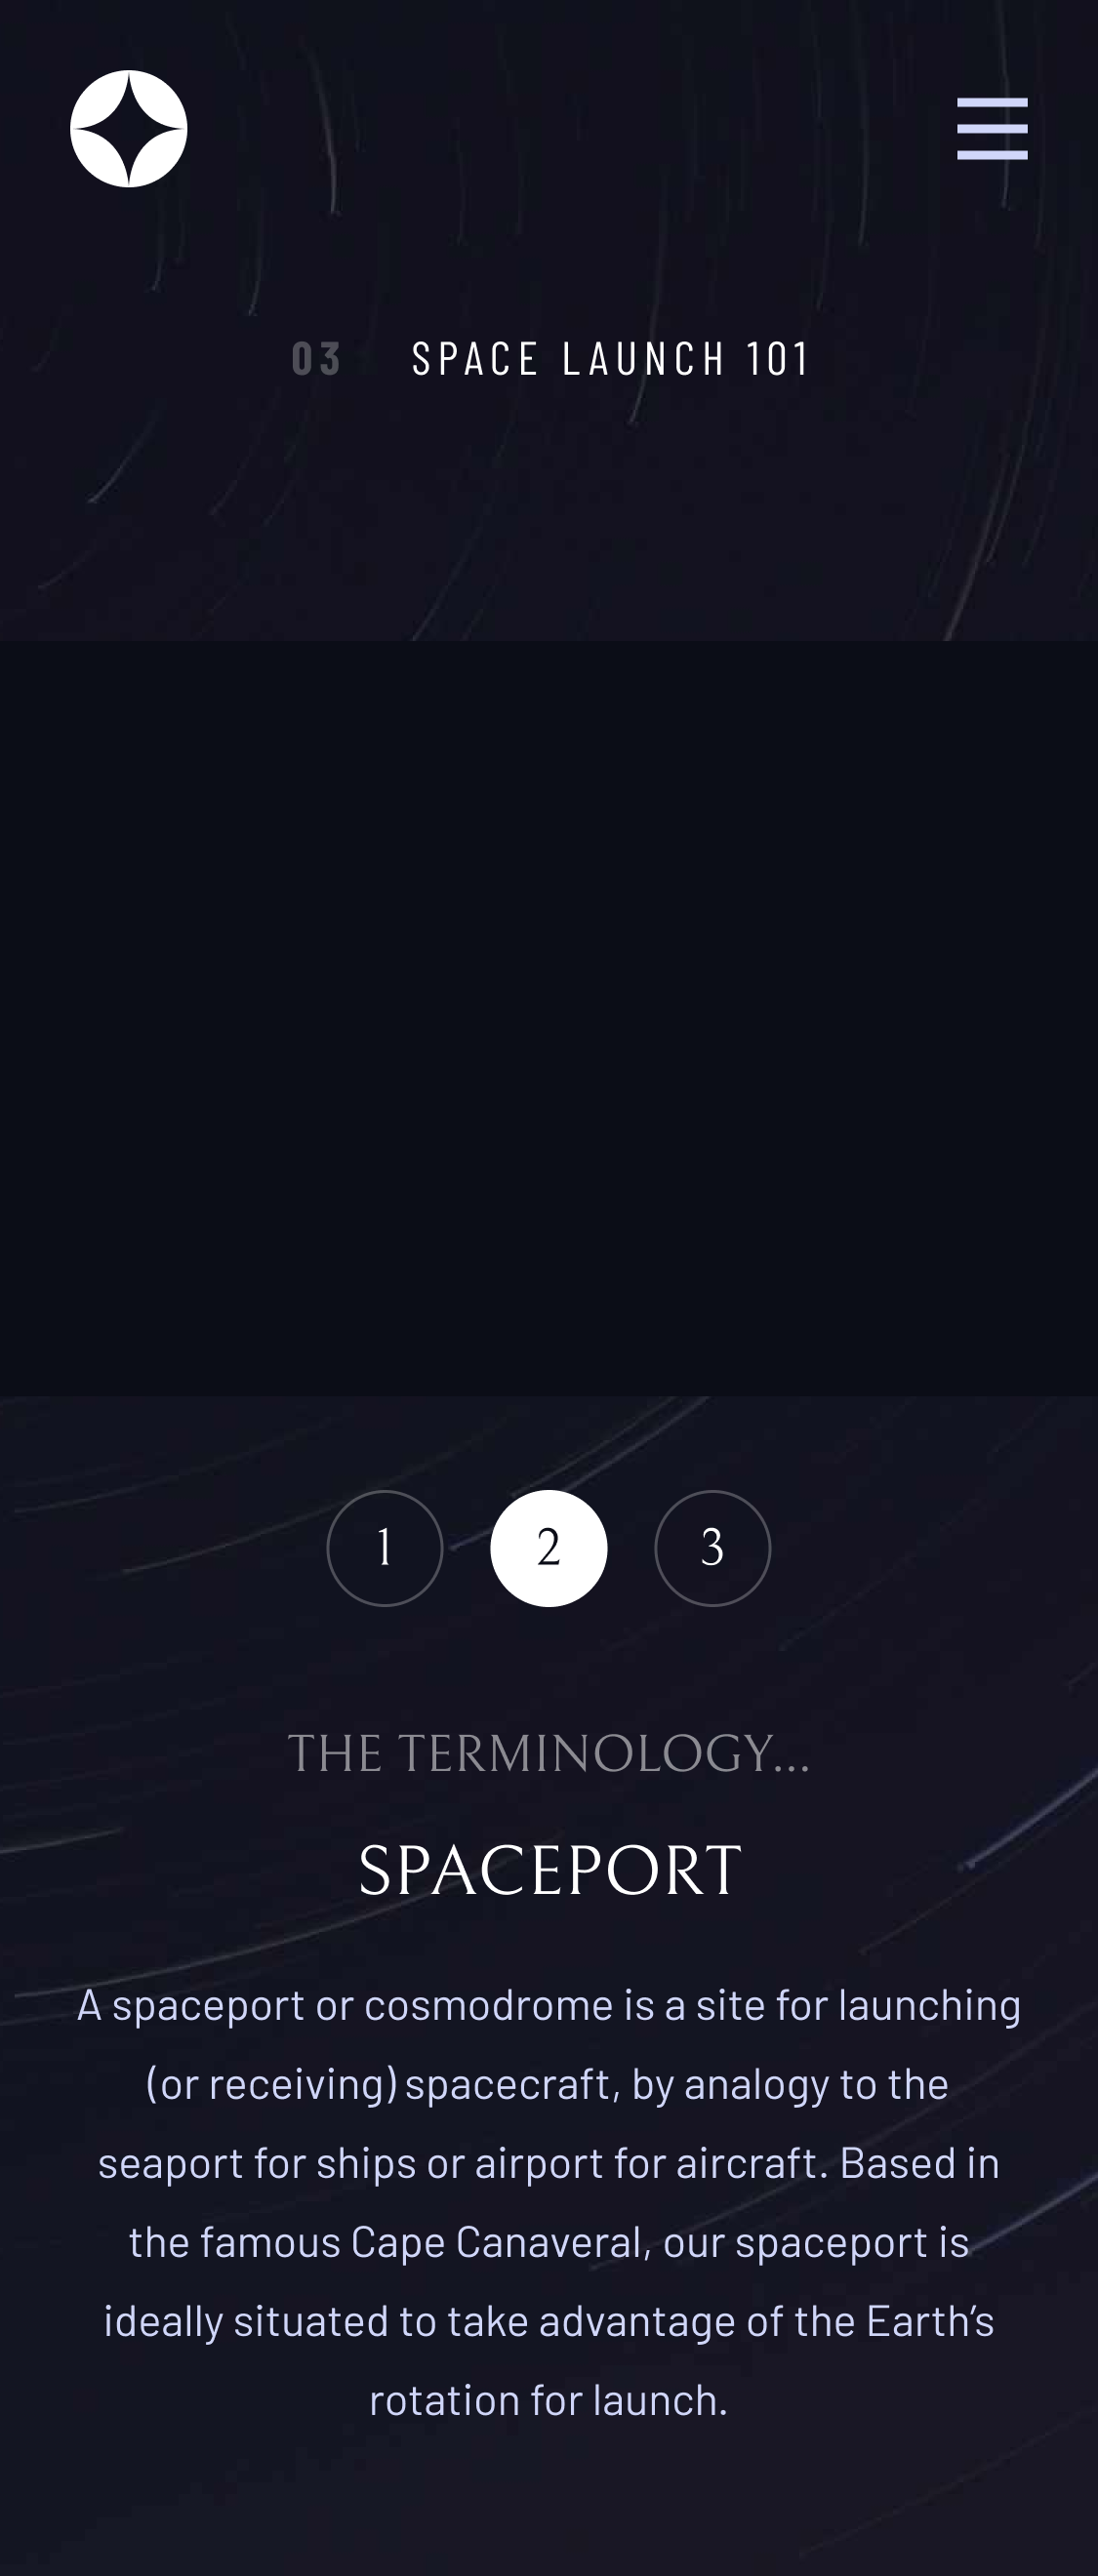 03 SPACE LAUNCH 101
1 2 3
THE TERMINOLOGY...
SPACEPORT
A spaceport or cosmodrome is a site for launching
(or receiving) spacecraft, by analogy to the
seaport for ships or airport for aircraft. Based in
the famous Cape Canaveral, our spaceport is
ideally situated to take advantage of the Earth’s
rotation for launch.